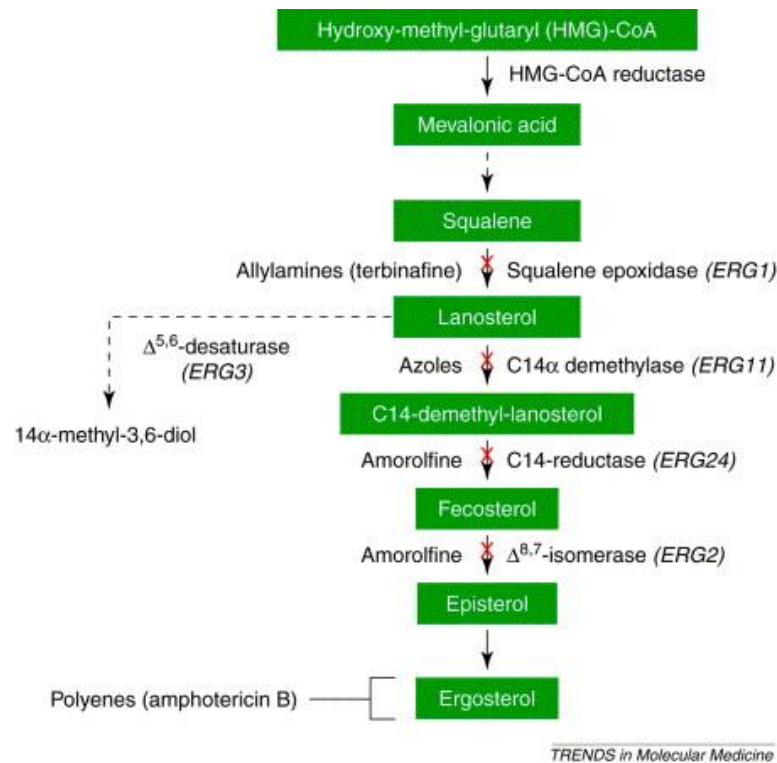 Hydroxy-methyl-glutaryl (HMG)-CoA
HMG-CoA reductase
Mevalonic acid
Squalene
Allylamines (terbinafine)
Squalene epoxidase (ERG1)
Lanosterol
Δ5,6-desaturase
(ERG3)
Azoles
C14α demethylase (ERG11)
14α-methyl-3,6-diol
C14-demethyl-lanosterol
Amorolfine
C14-reductase (ERG24)
Fecosterol
Amorolfine
Δ8,7-isomerase (ERG2)
Episterol
Polyenes (amphotericin B)
Ergosterol
TRENDS in Molecular Medicine